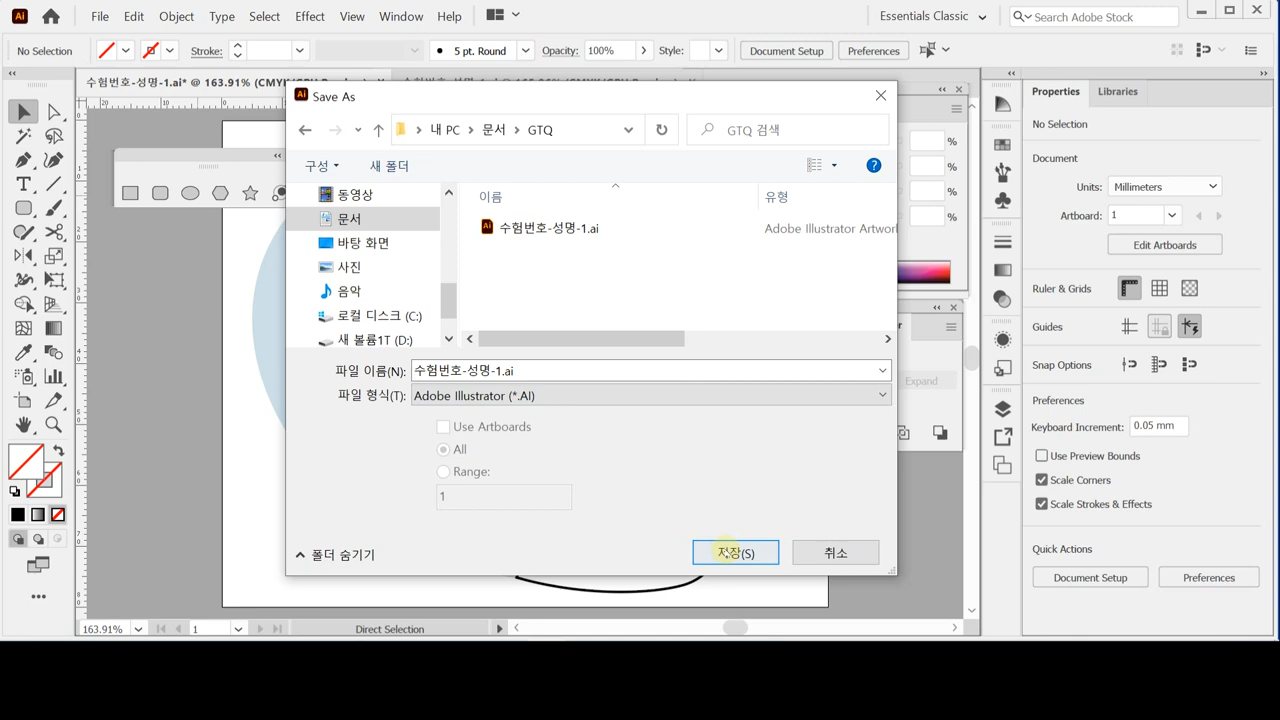 Ai File Edit Object Type Select Effect View Window Help Essentials Classic Search Adobe Stock
No Selection Stroke: 5 pt. Round Opacity: 100% Style: Document Setup Preferences
수험번호-성명-1.ai* @ 163.91% (CMYK/GPU
Save As
내 PC 문서 GTQ GTQ 검색
구성 새 폴더
동영상
문서
바탕 화면
사진
음악
로컬 디스크 (C:)
새 볼륨1T (D:)
이름 유형
수험번호-성명-1.ai Adobe Illustrator Artwor
파일 이름(N): 수험번호-성명-1.ai
파일 형식(T): Adobe Illustrator (*.AI)
Use Artboards
All
Range:
1
폴더 숨기기 저장(S) 취소
%
%
%
%
Expand
Properties Libraries
No Selection
Document
Units: Millimeters
Artboard: 1
Edit Artboards
Ruler & Grids
Guides
Snap Options
Preferences
Keyboard Increment: 0.05 mm
Use Preview Bounds
Scale Corners
Scale Strokes & Effects
Quick Actions
Document Setup Preferences
163.91% 1 Direct Selection